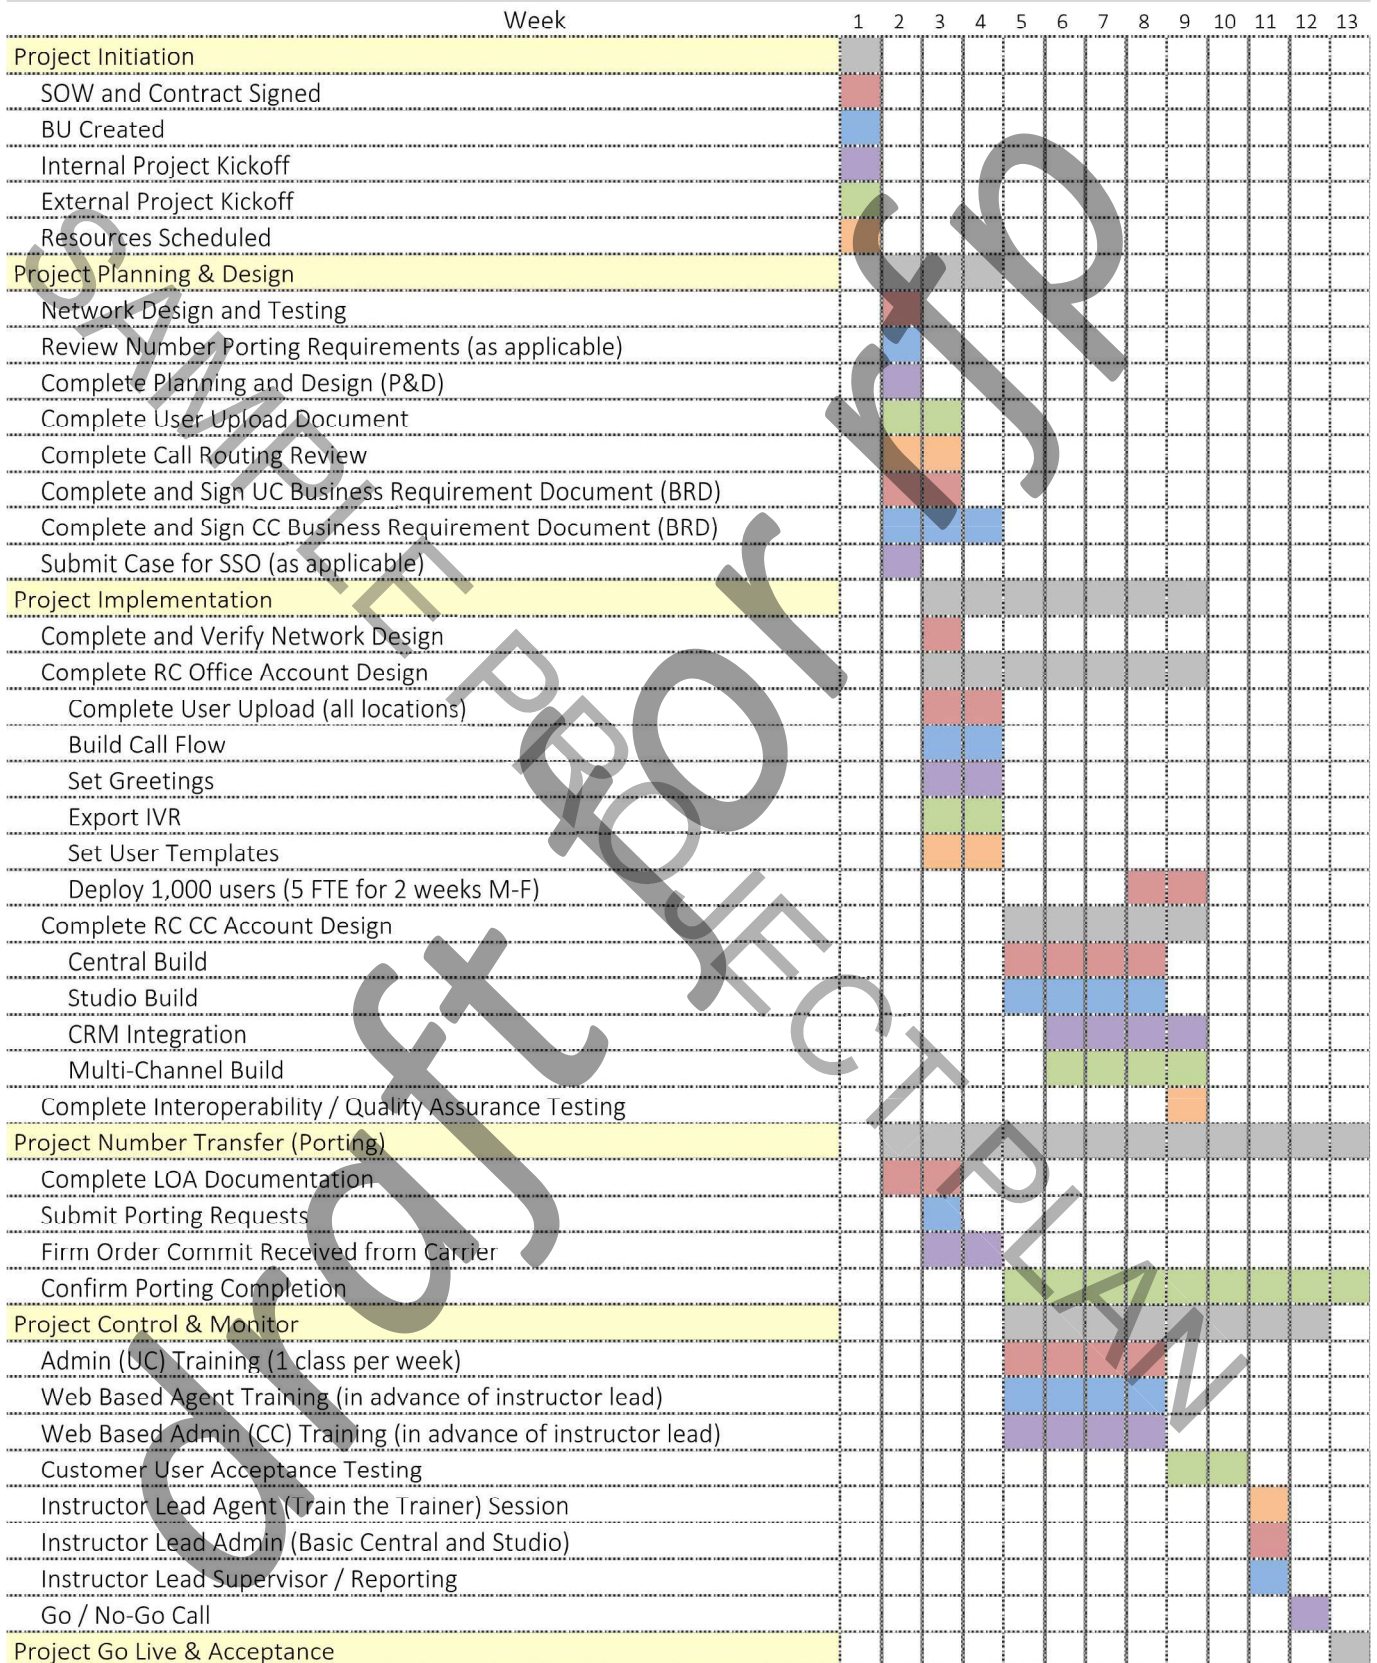 Week 1 2 3 4 5 6 7 8 9 10 11 12 13
Project Initiation
SOW and Contract Signed
BU Created
Internal Project Kickoff
External Project Kickoff
Resources Scheduled
Project Planning & Design
Network Design and Testing
Review Number Porting Requirements (as applicable)
Complete Planning and Design (P&D)
Complete User Upload Document
Complete Call Routing Review
Complete and Sign UC Business Requirement Document (BRD)
Complete and Sign CC Business Requirement Document (BRD)
Submit Case for SSO (as applicable)
Project Implementation
Complete and Verify Network Design
Complete RC Office Account Design
Complete User Upload (all locations)
Build Call Flow
Set Greetings
Export IVR
Set User Templates
Deploy 1,000 users (5 FTE for 2 weeks M-F)
Complete RC CC Account Design
Central Build
Studio Build
CRM Integration
Multi-Channel Build
Complete Interoperability / Quality Assurance Testing
Project Number Transfer (Porting)
Complete LOA Documentation
Submit Porting Requests
Firm Order Commit Received from Carrier
Confirm Porting Completion
Project Control & Monitor
Admin (UC) Training (1 class per week)
Web Based Agent Training (in advance of instructor lead)
Web Based Admin (CC) Training (in advance of instructor lead)
Customer User Acceptance Testing
Instructor Lead Agent (Train the Trainer) Session
Instructor Lead Admin (Basic Central and Studio)
Instructor Lead Supervisor / Reporting
Go / No-Go Call
Project Go Live & Acceptance
SAMPLE PROJECT PLAN
draft for rfp